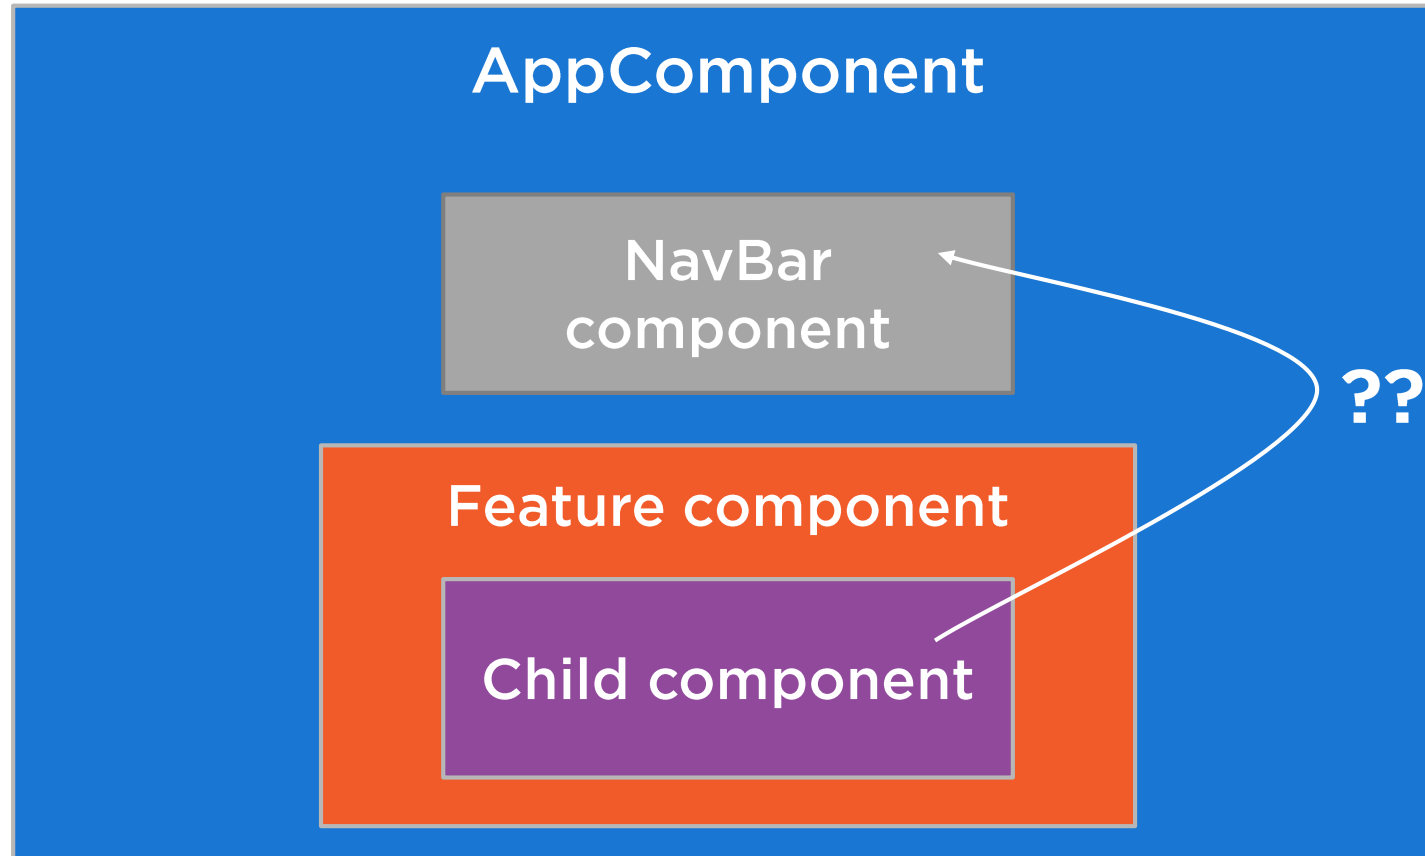 AppComponent
NavBar
component
??
Feature component
Child component